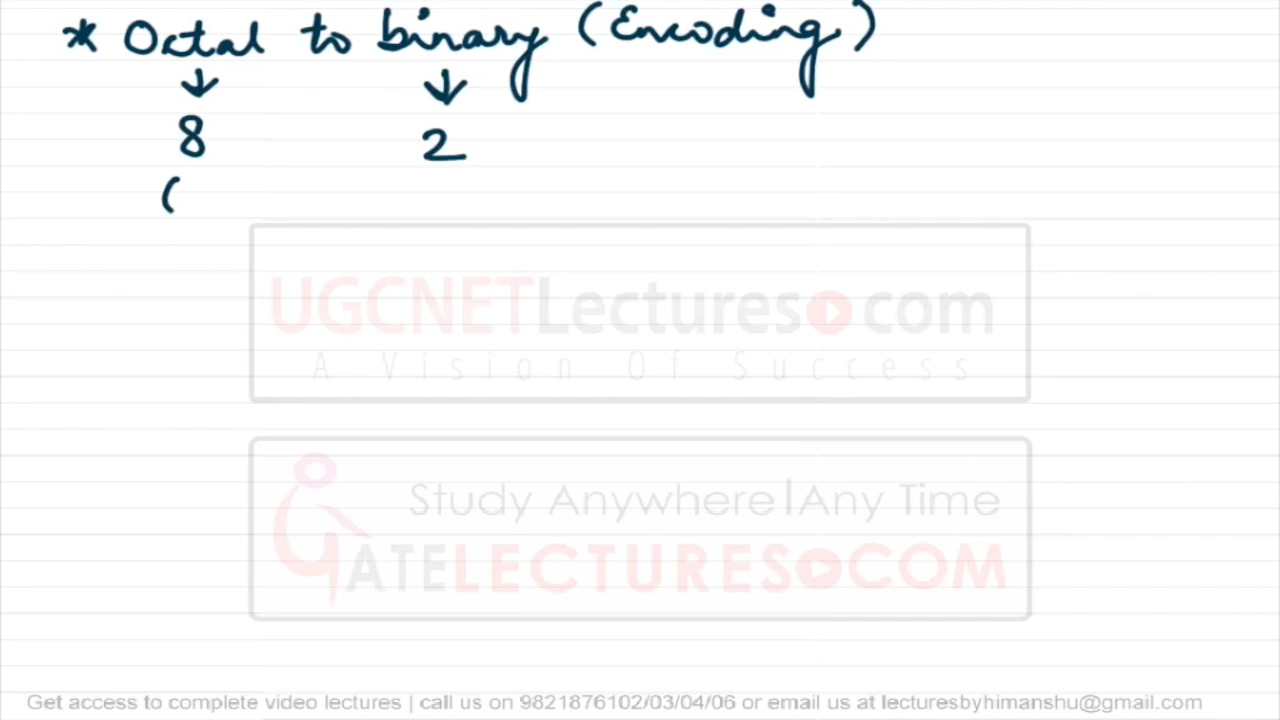 * Octal to binary (Encoding)
↓ ↓
8 2
(
UGCNETLectures.com
A Vision Of Success
Study Anywhere|Any Time
GATELECTURES.COM
Get access to complete video lectures | call us on 9821876102/03/04/06 or email us at lecturesbyhimanshu@gmail.com